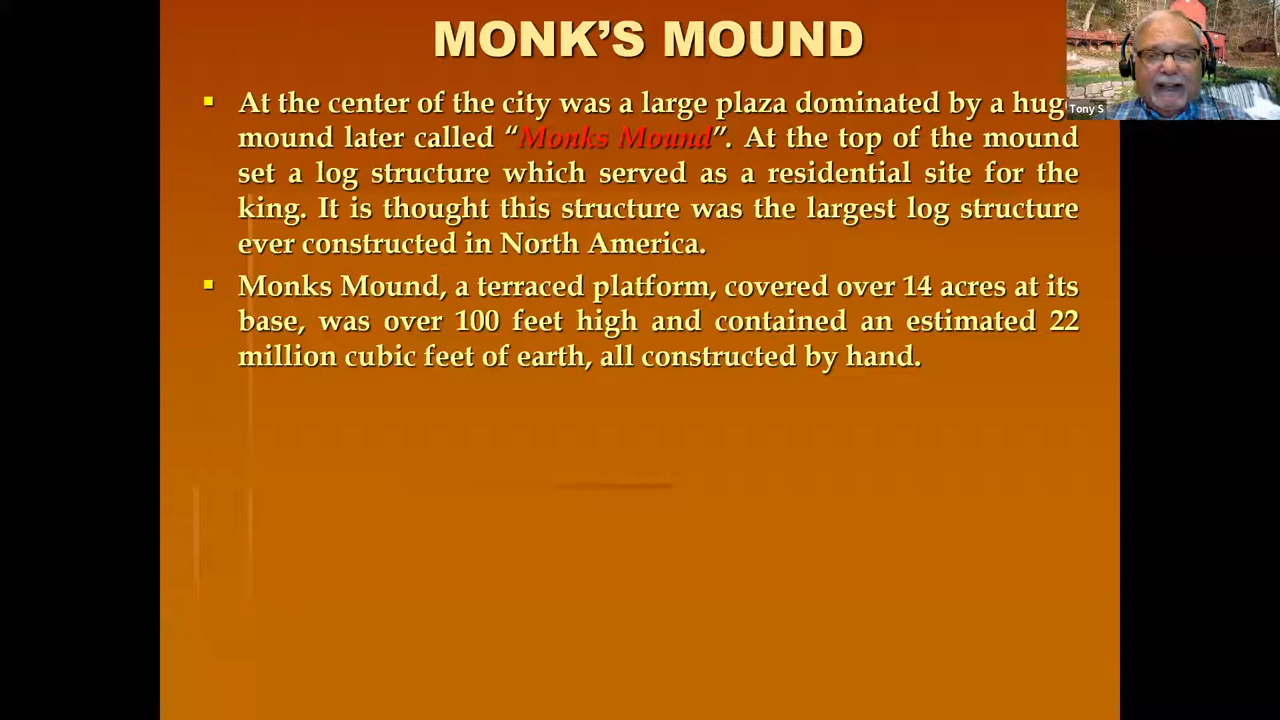 MONK’S MOUND
At the center of the city was a large plaza dominated by a hug
mound later called “Monks Mound”. At the top of the mound
set a log structure which served as a residential site for the
king. It is thought this structure was the largest log structure
ever constructed in North America.
Monks Mound, a terraced platform, covered over 14 acres at its
base, was over 100 feet high and contained an estimated 22
million cubic feet of earth, all constructed by hand.
Tony S